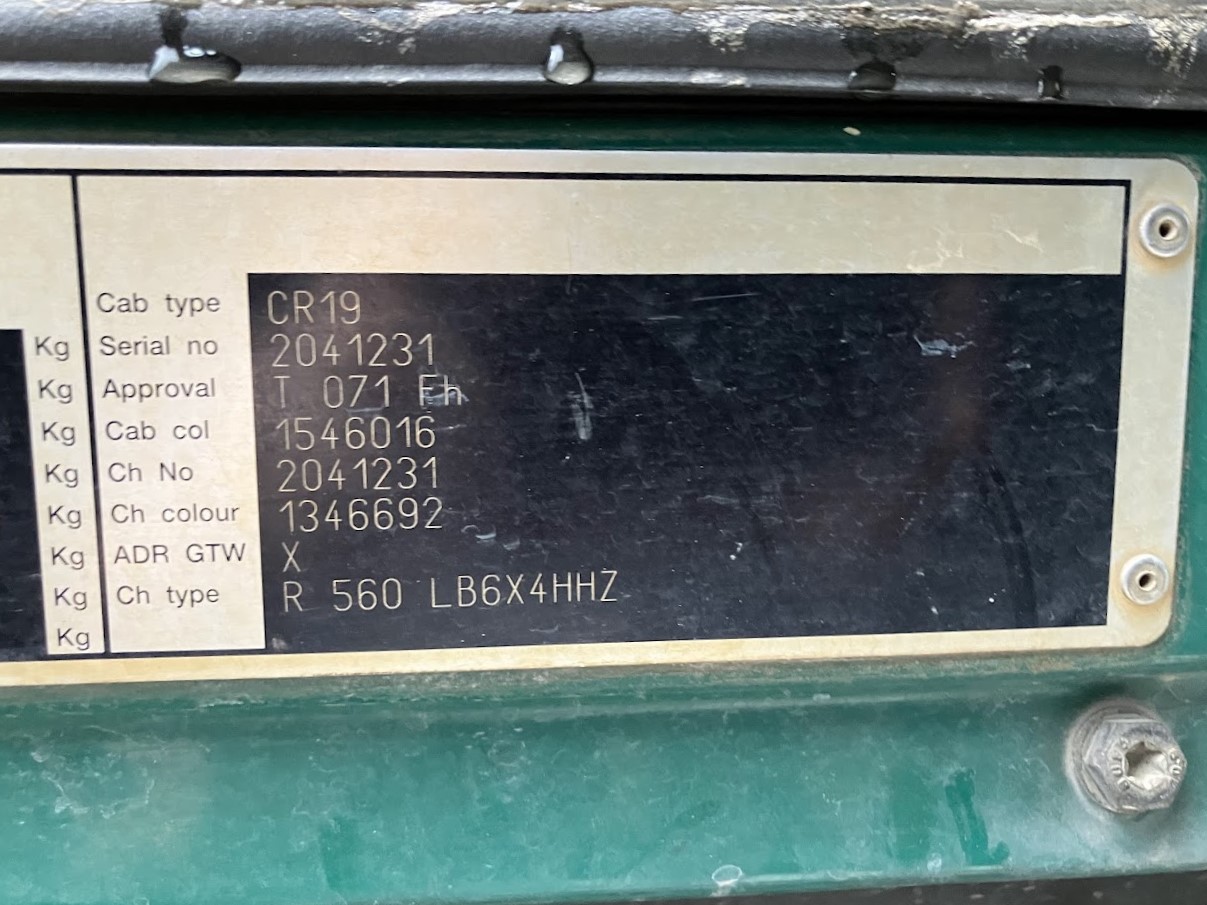 Cab type CR19
Kg Serial no 2041231
Kg Approval T 071 Fh
Kg Cab col 1546016
Kg Ch No 2041231
Kg Ch colour 1346692
Kg ADR GTW X
Kg Ch type R 560 LB6X4HHZ
Kg